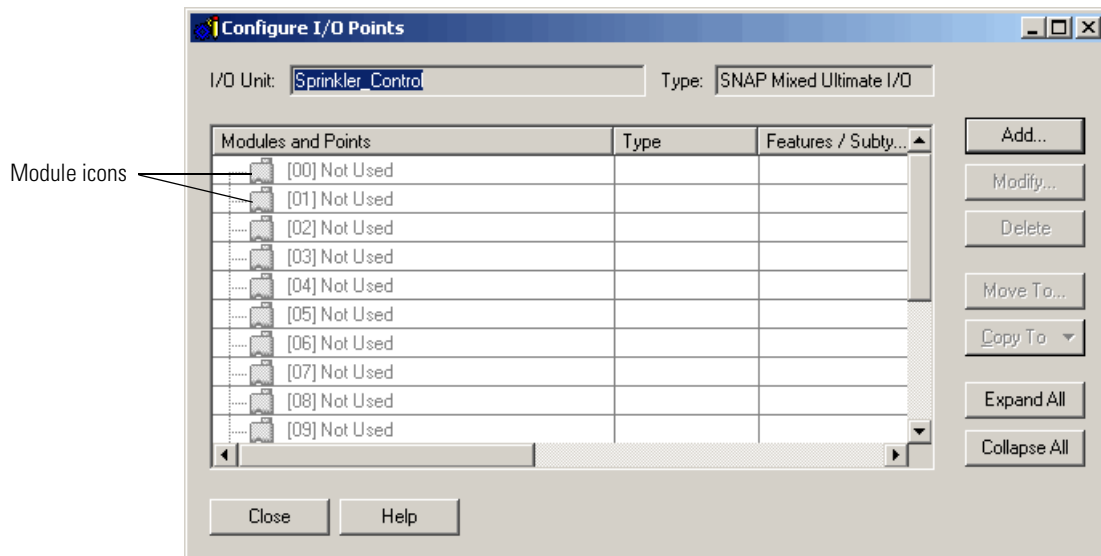 Configure I/O Points
I/O Unit: Sprinkler_Control Type: SNAP Mixed Ultimate I/O
Modules and Points Type Features / Subty...
Module icons
[00] Not Used
[01] Not Used
[02] Not Used
[03] Not Used
[04] Not Used
[05] Not Used
[06] Not Used
[07] Not Used
[08] Not Used
[09] Not Used
Add...
Modify...
Delete
Move To...
Copy To
Expand All
Collapse All
Close Help